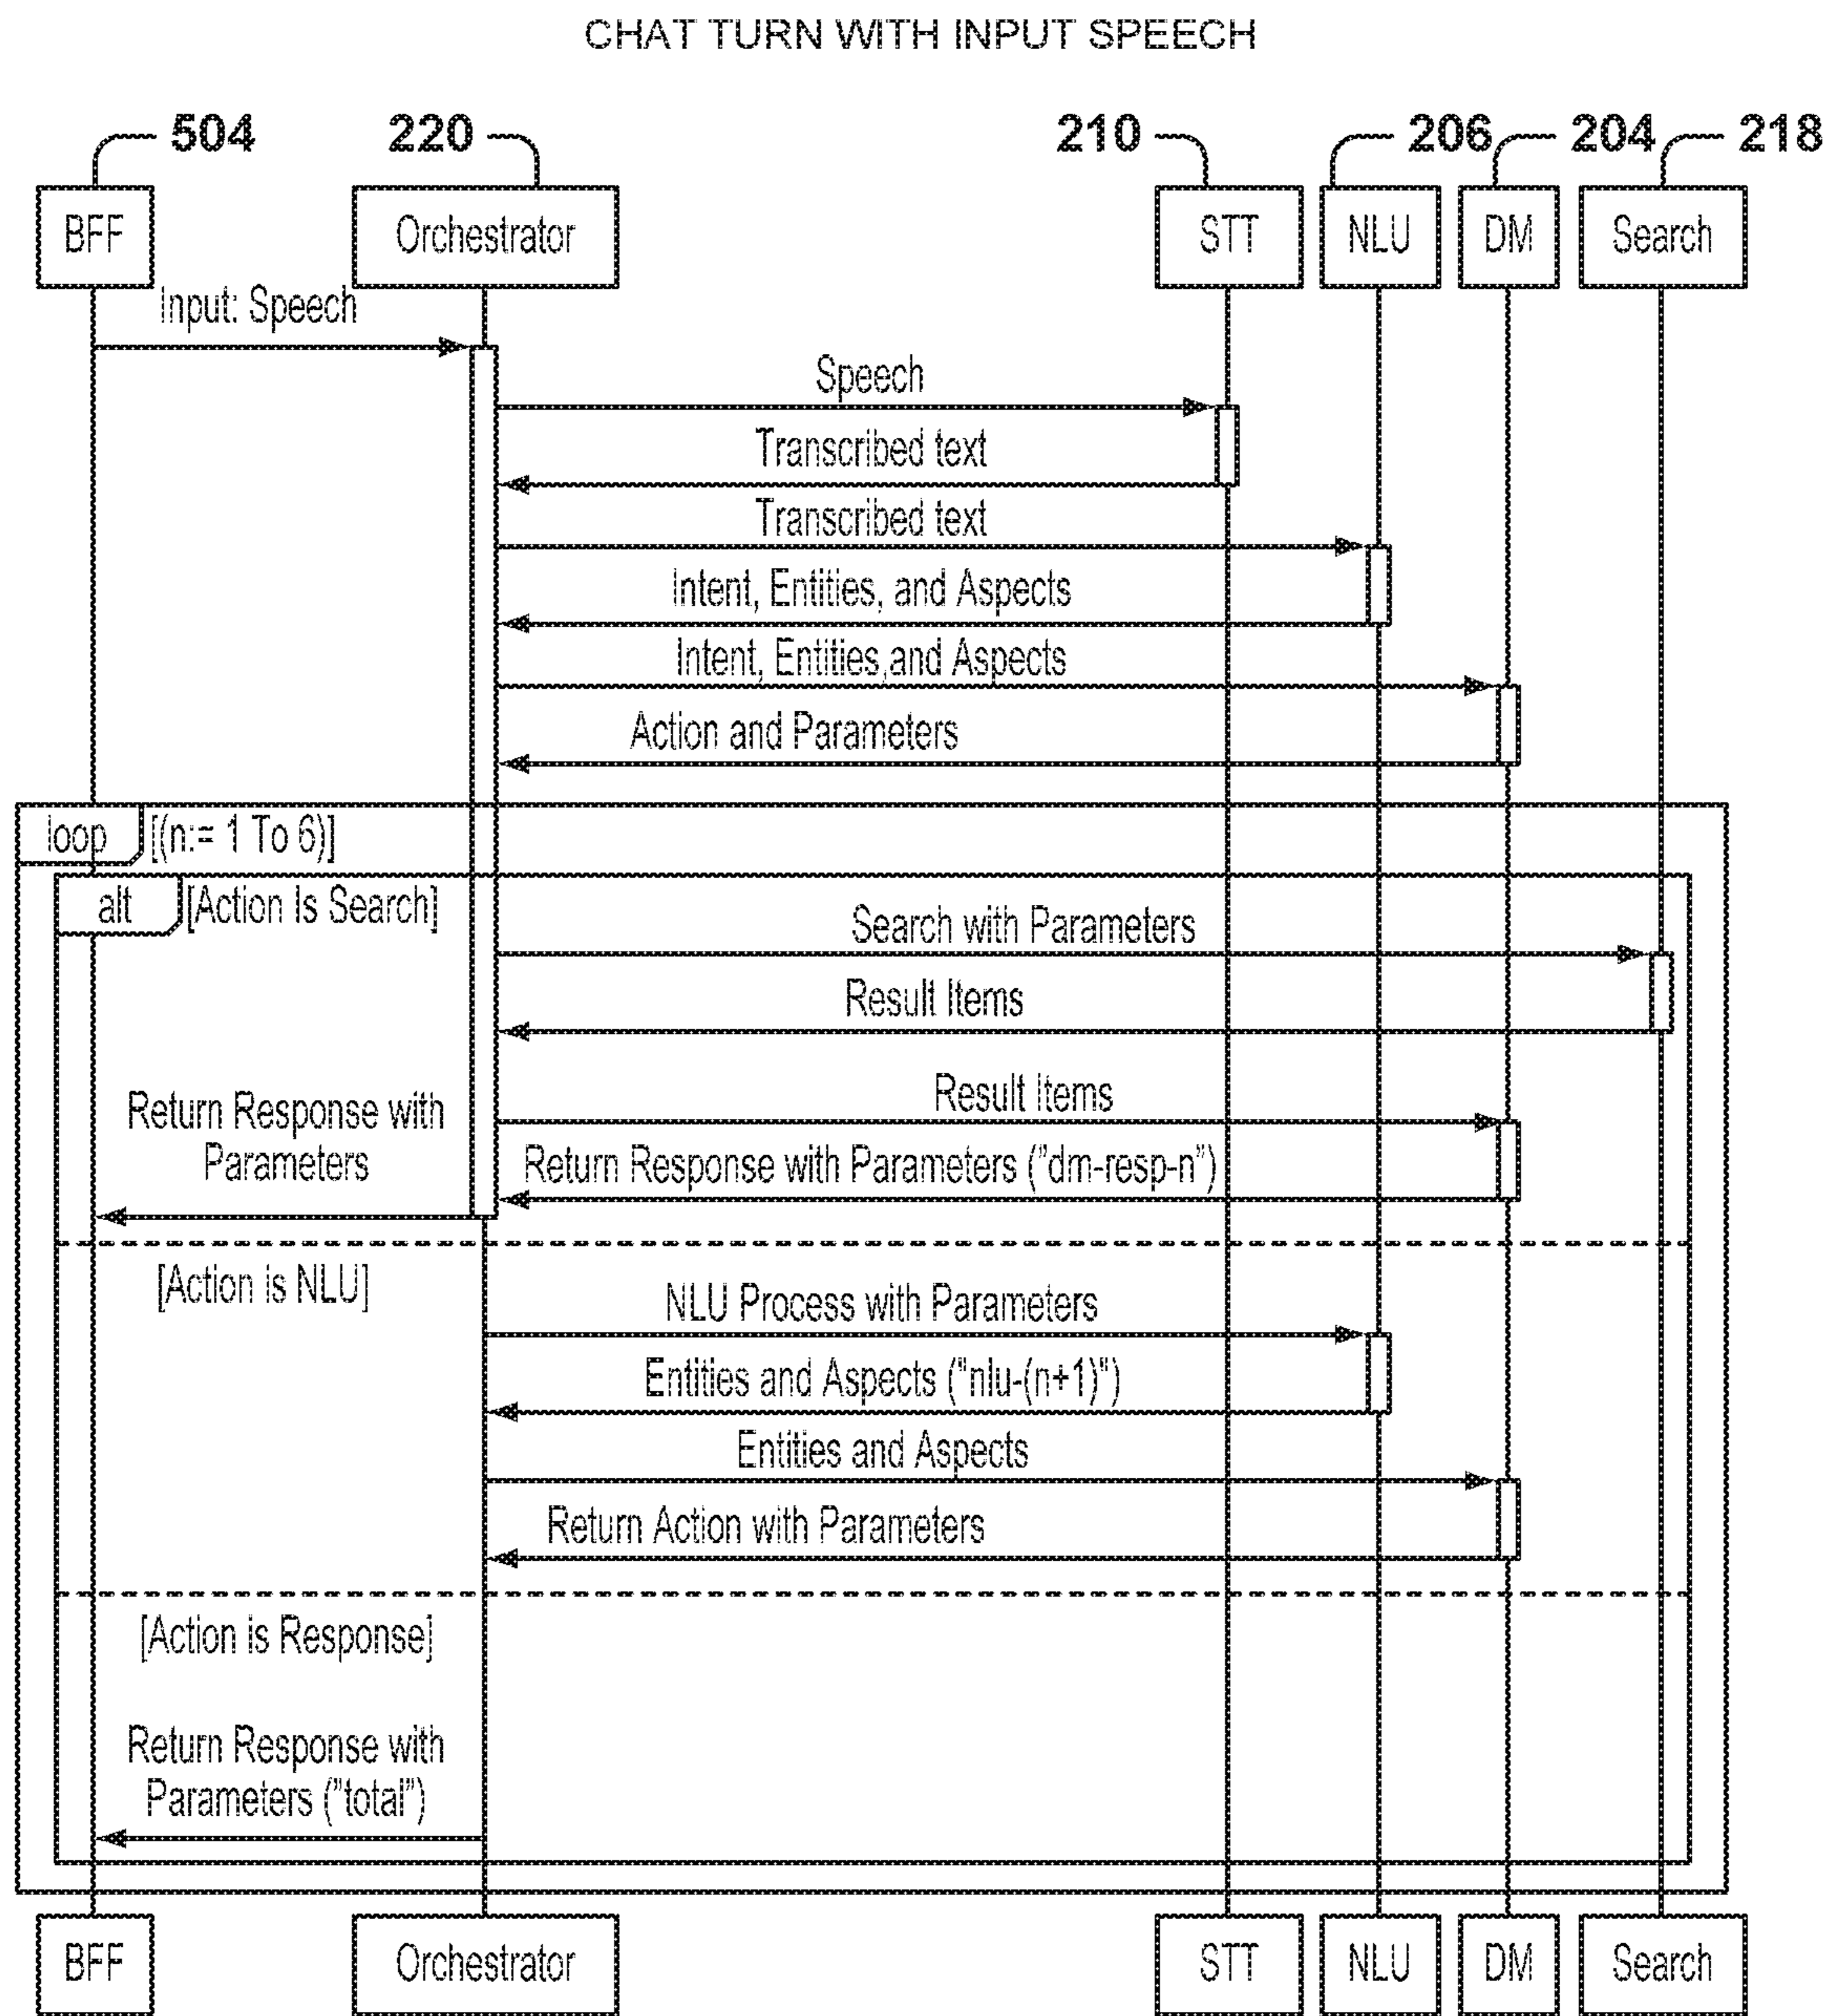 CHAT TURN WITH INPUT SPEECH
504
220
210
206
204
218
BFF
Orchestrator
STT
NLU
DM
Search
Input: Speech
Speech
Transcribed text
Transcribed text
Intent, Entities, and Aspects
Intent, Entities,and Aspects
Action and Parameters
loop
[(n:= 1 To 6)]
alt
[Action Is Search]
Search with Parameters
Result Items
Result Items
Return Response with
Parameters
Return Response with Parameters ("dm-resp-n")
[Action is NLU]
NLU Process with Parameters
Entities and Aspects ("nlu-(n+1)")
Entities and Aspects
Return Action with Parameters
[Action is Response]
Return Response with
Parameters ("total")
BFF
Orchestrator
STT
NLU
DM
Search